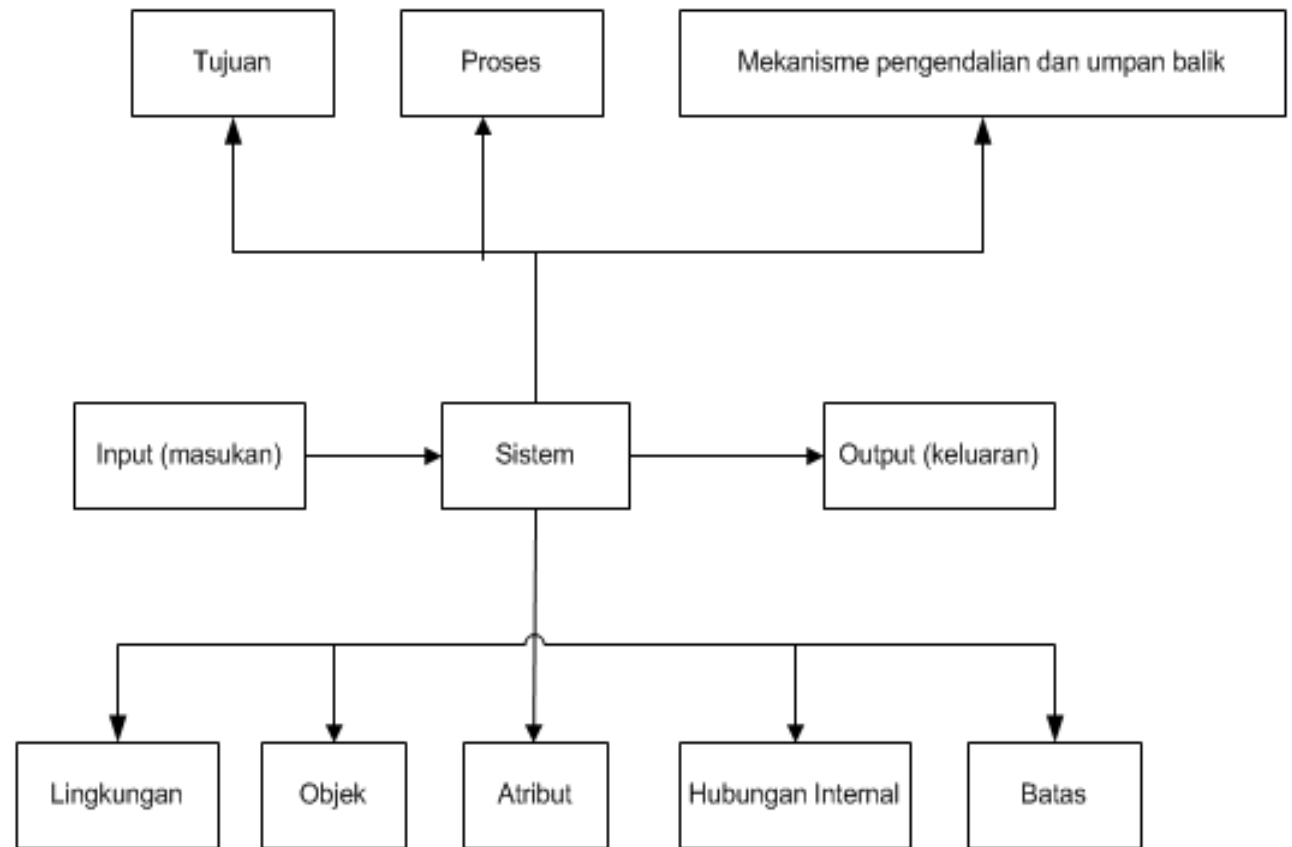 Tujuan
Proses
Mekanisme pengendalian dan umpan balik
Input (masukan)
Sistem
Output (keluaran)
Lingkungan
Objek
Atribut
Hubungan Internal
Batas